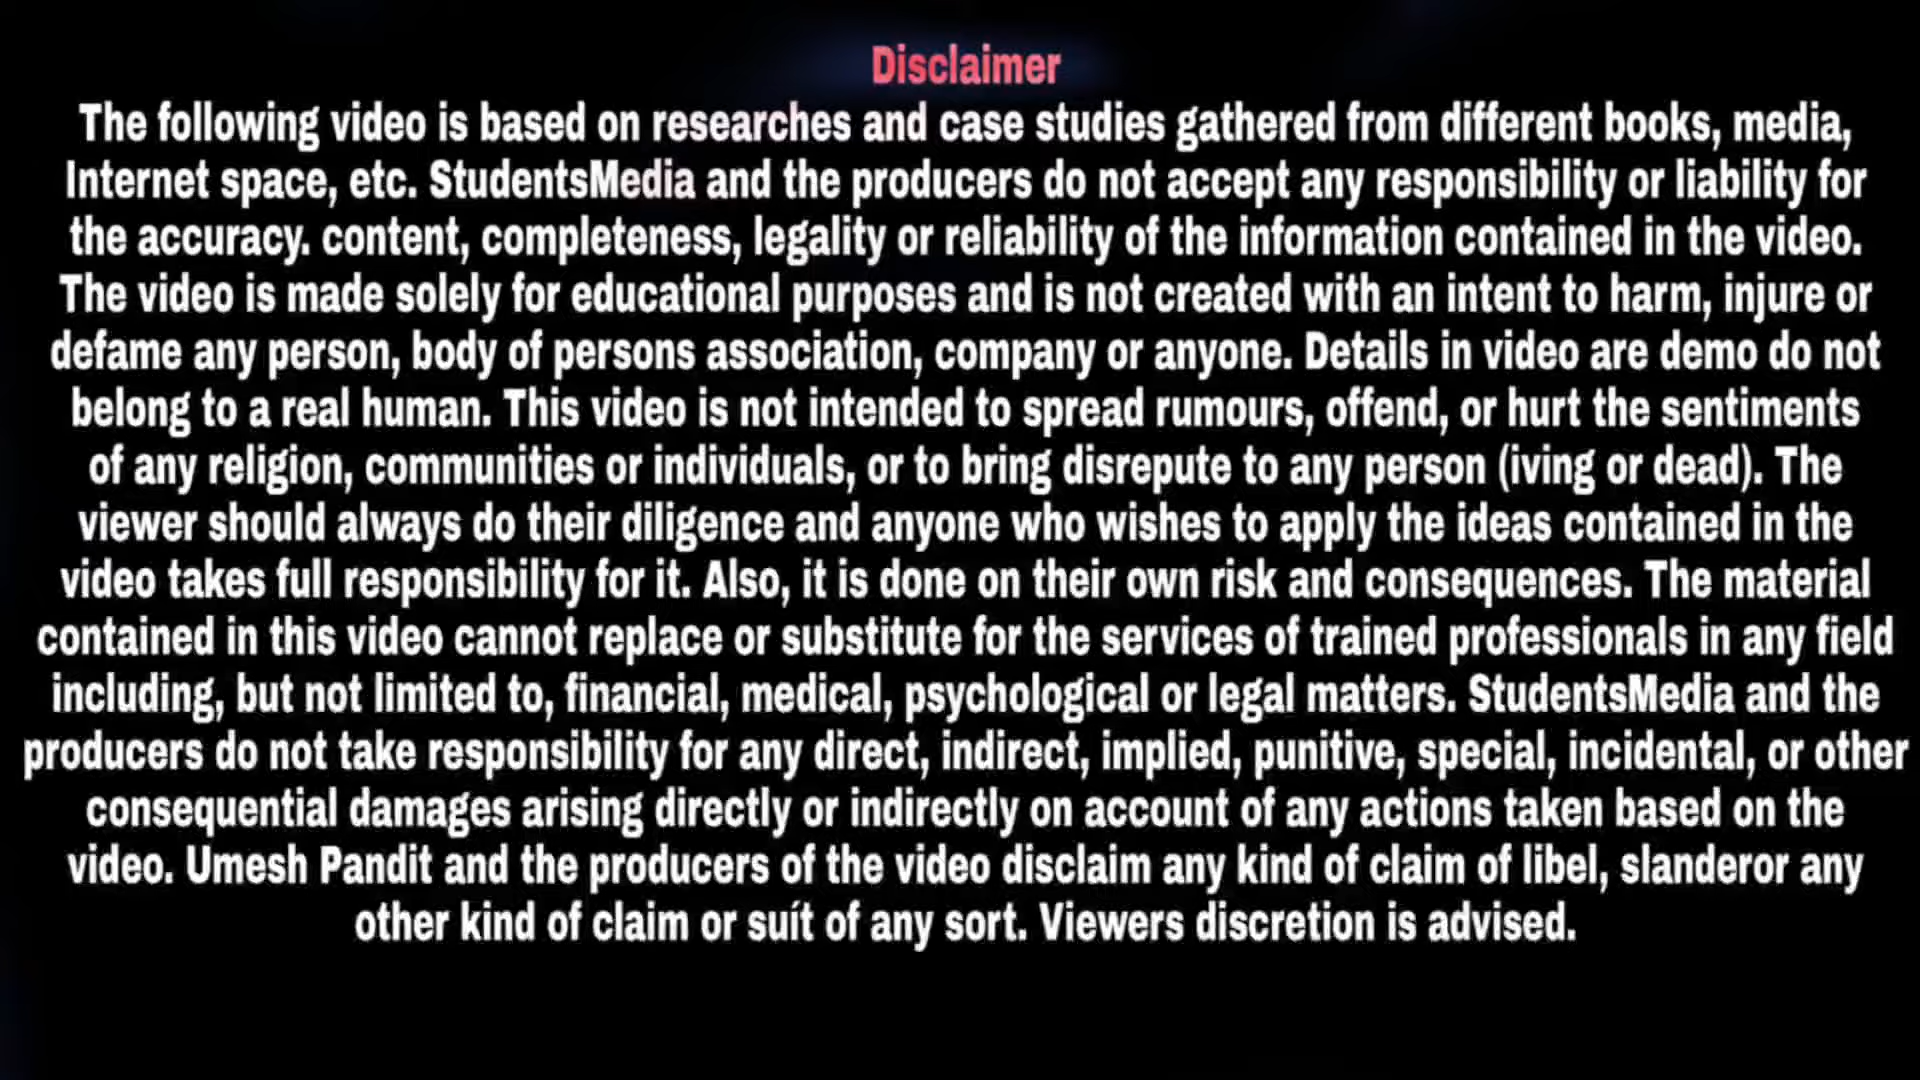 Disclaimer
The following video is based on researches and case studies gathered from different books, media,
Internet space, etc. StudentsMedia and the producers do not accept any responsibility or liability for
the accuracy. content, completeness, legality or reliability of the information contained in the video.
The video is made solely for educational purposes and is not created with an intent to harm, injure or
defame any person, body of persons association, company or anyone. Details in video are demo do not
belong to a real human. This video is not intended to spread rumours, offend, or hurt the sentiments
of any religion, communities or individuals, or to bring disrepute to any person (iving or dead). The
viewer should always do their diligence and anyone who wishes to apply the ideas contained in the
video takes full responsibility for it. Also, it is done on their own risk and consequences. The material
contained in this video cannot replace or substitute for the services of trained professionals in any field
including, but not limited to, financial, medical, psychological or legal matters. StudentsMedia and the
producers do not take responsibility for any direct, indirect, implied, punitive, special, incidental, or other
consequential damages arising directly or indirectly on account of any actions taken based on the
video. Umesh Pandit and the producers of the video disclaim any kind of claim of libel, slanderor any
other kind of claim or suít of any sort. Viewers discretion is advised.